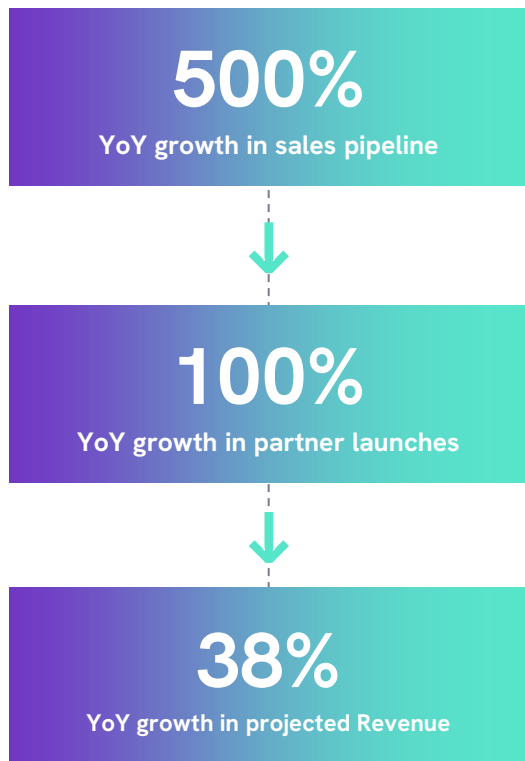 500%
YoY growth in sales pipeline
100%
YoY growth in partner launches
38%
YoY growth in projected Revenue